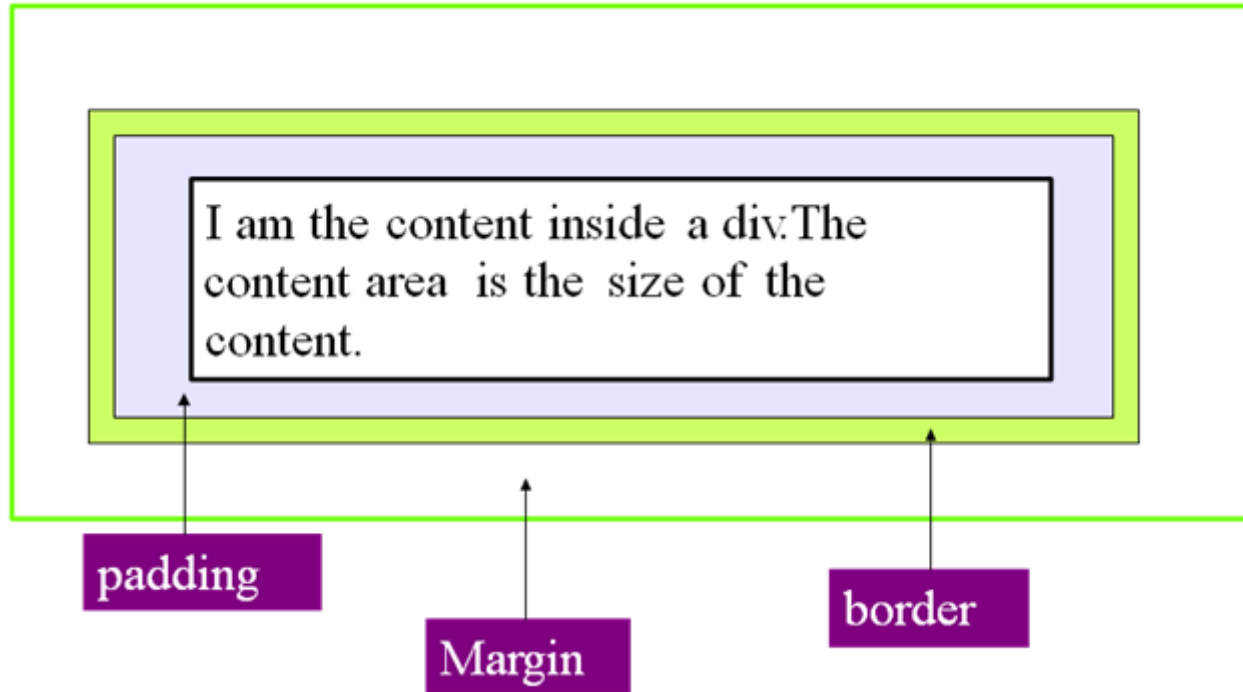 I am the content inside a div.The
content area is the size of the
content.
padding
border
Margin